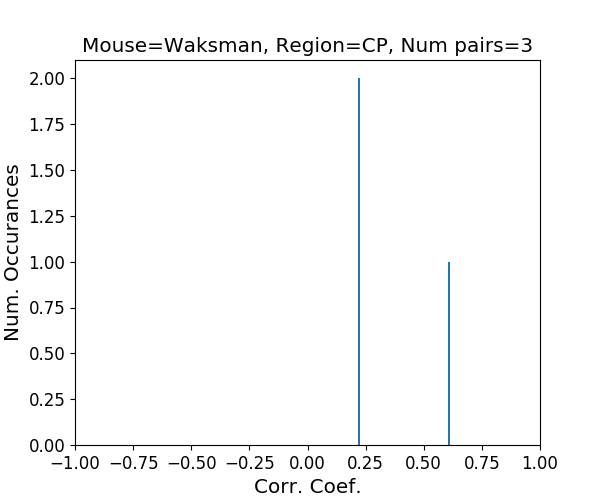 Mouse=Waksman, Region=CP, Num pairs=3
2.00
1.75
1.50
1.25
1.00
0.75
0.50
0.25
0.00
Num. Occurances
−1.00 −0.75 −0.50 −0.25 0.00 0.25 0.50 0.75 1.00
Corr. Coef.